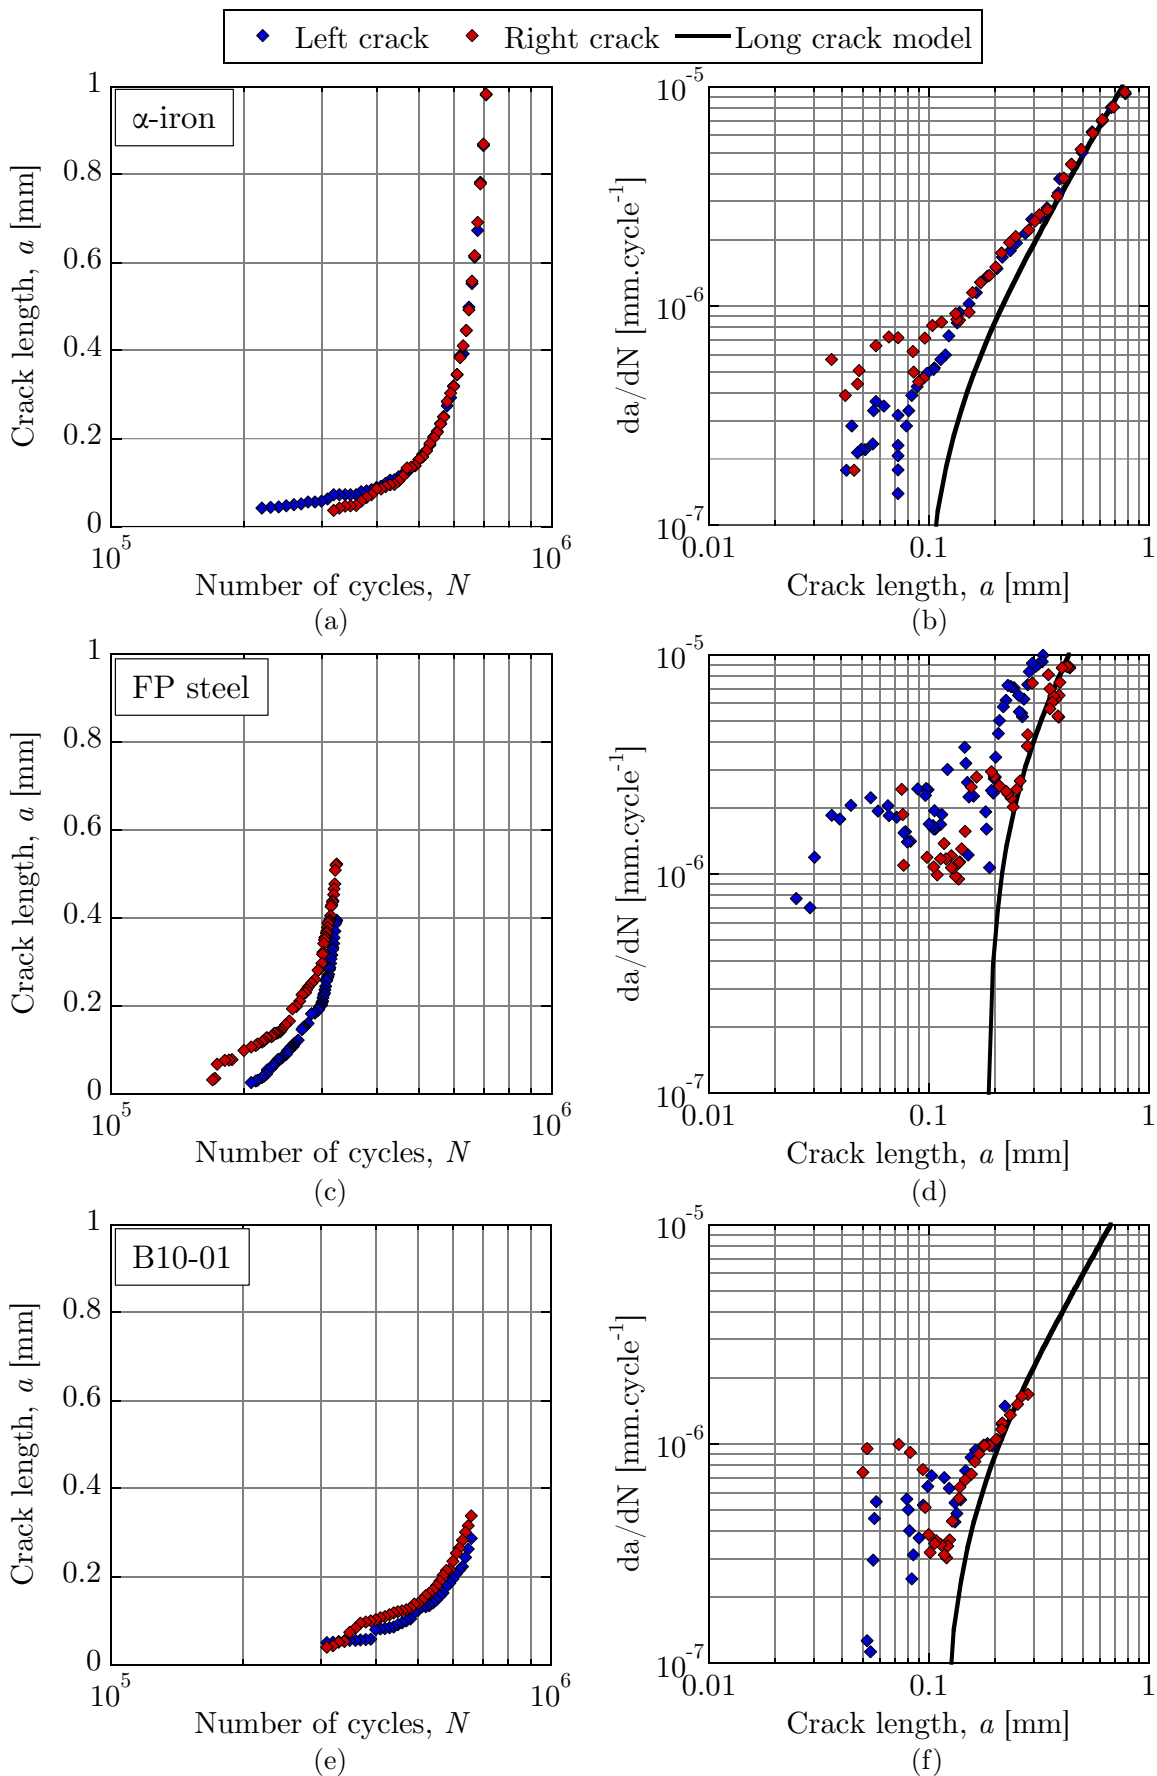 Left crack Right crack Long crack model
α-iron
Crack length, a [mm]
1
0.8
0.6
0.4
0.2
0
10^5 10^6
Number of cycles, N
(a)
da/dN [mm.cycle^-1]
10^-5
10^-6
10^-7
0.01 0.1 1
Crack length, a [mm]
(b)
FP steel
Crack length, a [mm]
1
0.8
0.6
0.4
0.2
0
10^5 10^6
Number of cycles, N
(c)
da/dN [mm.cycle^-1]
10^-5
10^-6
10^-7
0.01 0.1 1
Crack length, a [mm]
(d)
B10-01
Crack length, a [mm]
1
0.8
0.6
0.4
0.2
0
10^5 10^6
Number of cycles, N
(e)
da/dN [mm.cycle^-1]
10^-5
10^-6
10^-7
0.01 0.1 1
Crack length, a [mm]
(f)